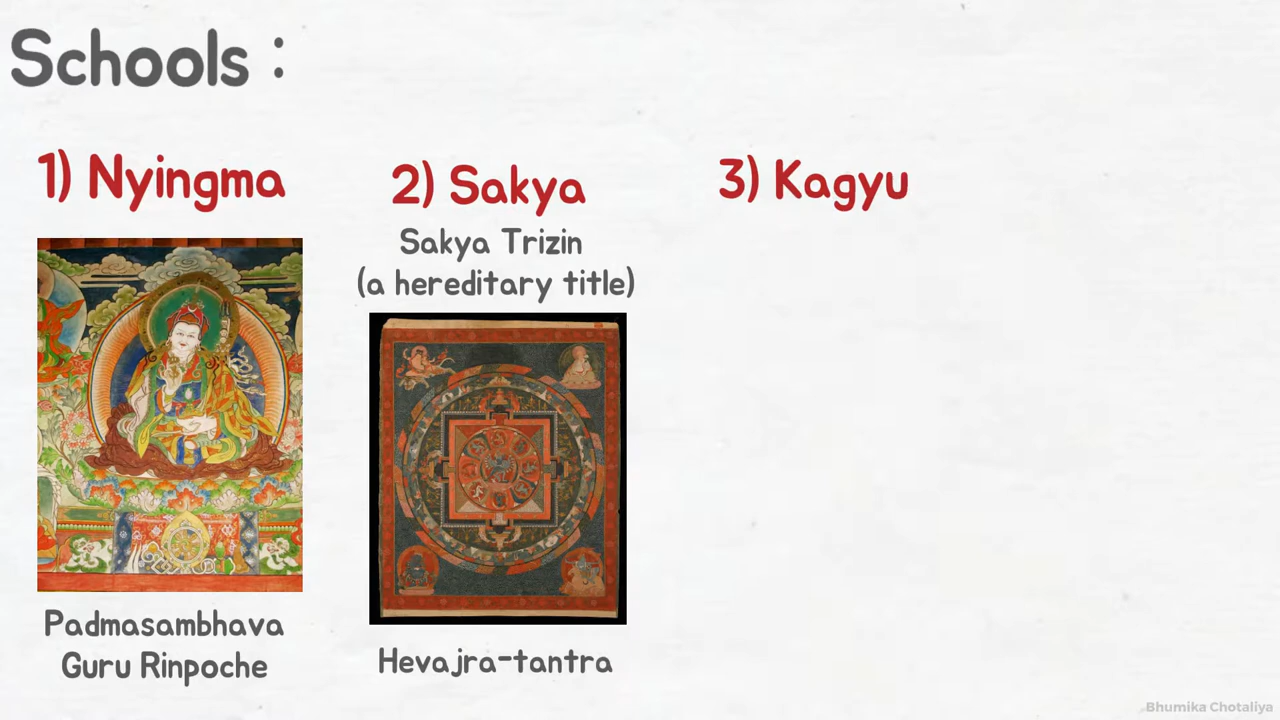 Schools :
1) Nyingma
Padmasambhava
Guru Rinpoche
2) Sakya
Sakya Trizin
(a hereditary title)
Hevajra-tantra
3) Kagyu
Bhumika Chotaliya